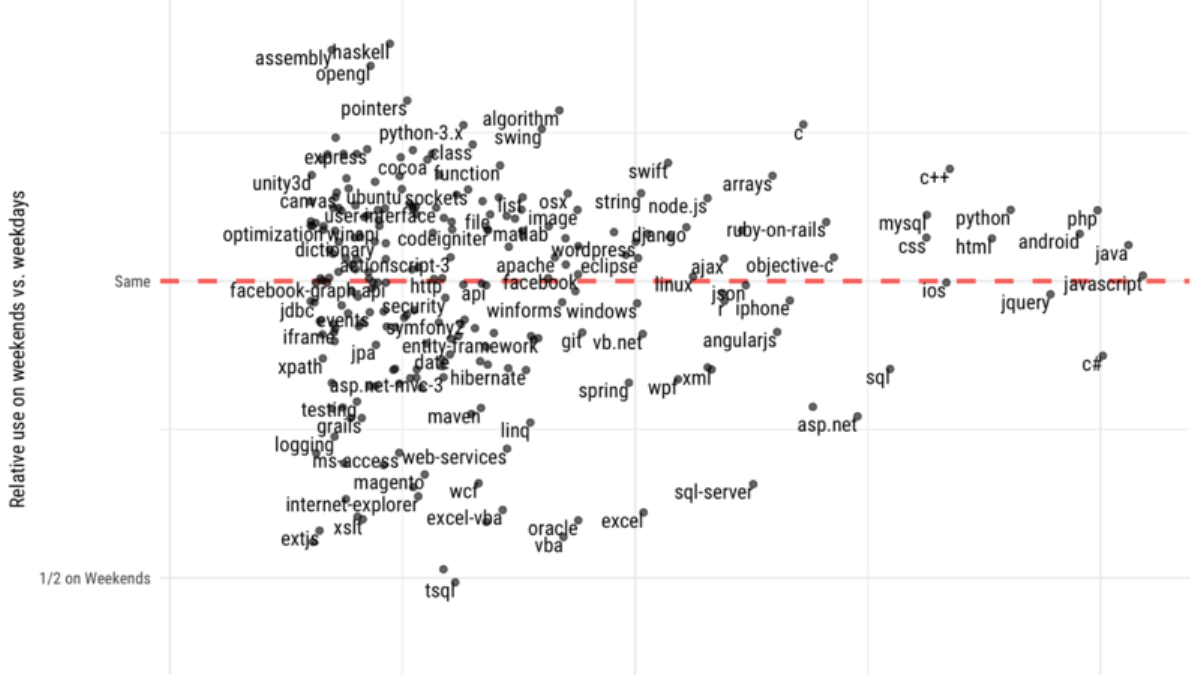 Relative use on weekends vs. weekdays
assembly
haskell
opengl
pointers
algorithm
python-3.x
swing
c
express
class
cocoa
function
swift
unity3d
arrays
c++
canvas
ubuntu
sockets
list
osx
string
node.js
user-interface
file
image
mysql
python
php
optimization
winapi
codeigniter
matlab
django
ruby-on-rails
css
html
android
dictionary
wordpress
java
actionscript-3
apache
eclipse
ajax
objective-c
Same
facebook-graph-api
http
api
facebook
linux
json
ios
javascript
jdbc
security
winforms
windows
r
iphone
jquery
events
symfony2
iframe
entity-framework
git
vb.net
angularjs
jpa
date
xpath
hibernate
c#
asp.net-mvc-3
spring
wpf
xml
sql
testing
maven
grails
linq
asp.net
logging
ms-access
web-services
magento
wcf
sql-server
internet-explorer
excel-vba
xslt
oracle
excel
extjs
vba
1/2 on Weekends
tsql